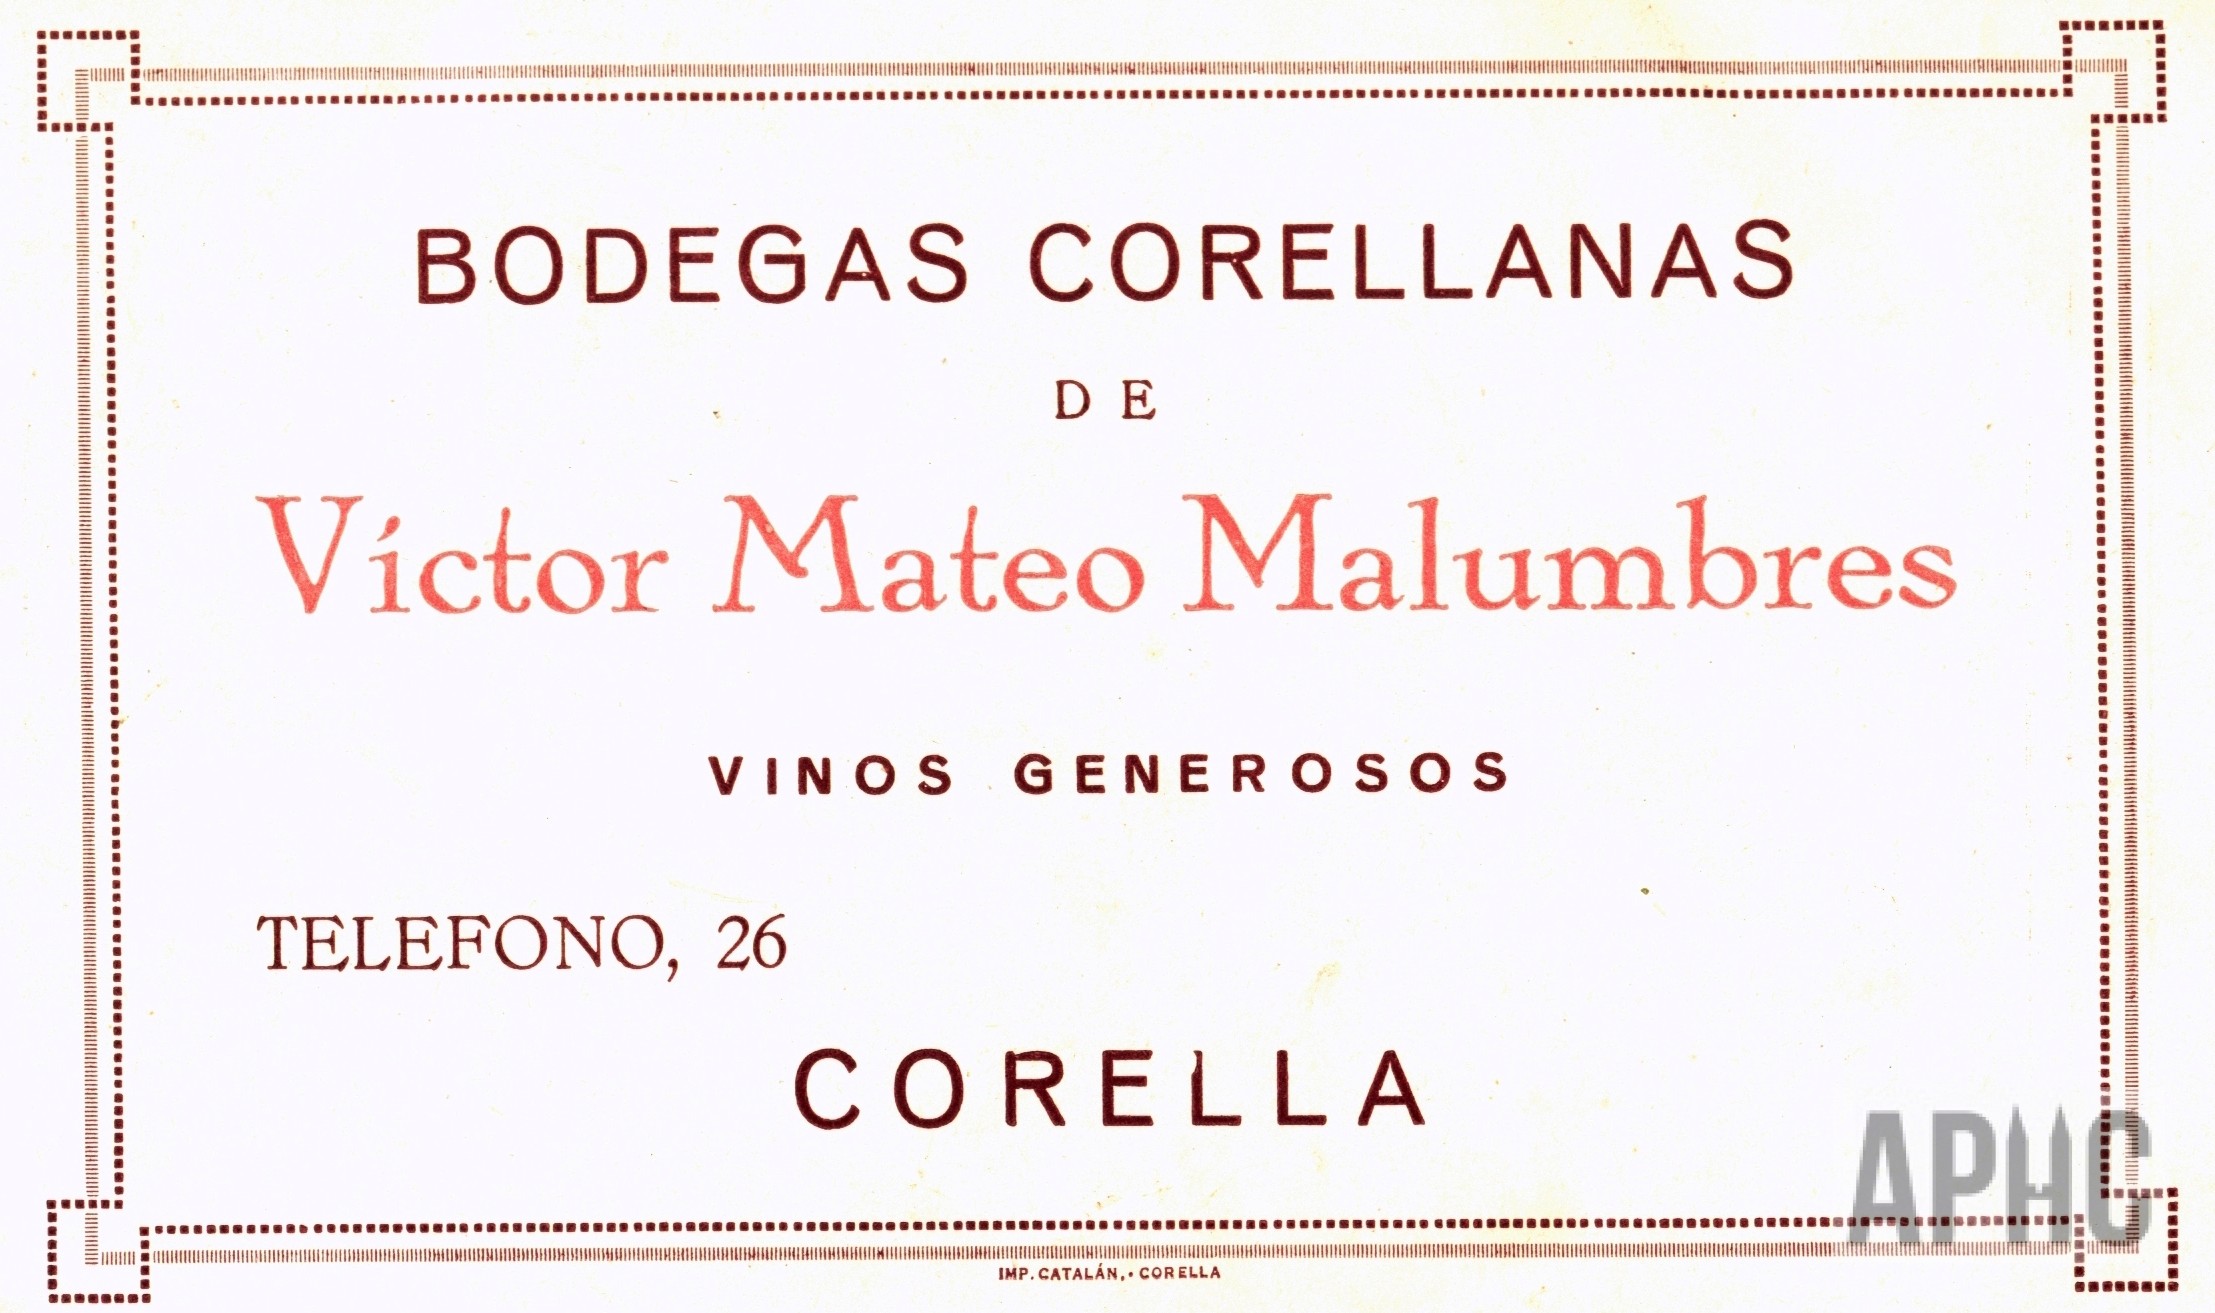 BODEGAS CORELLANAS
DE
Víctor Mateo Malumbres
VINOS GENEROSOS
TELEFONO, 26
CORELLA
APHC
IMP. CATALÁN, • CORELLA